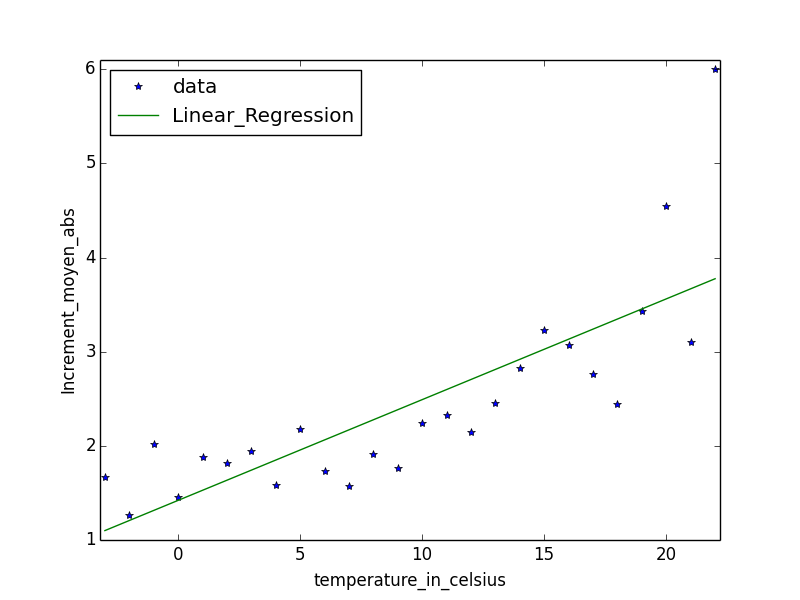 6
5
4
3
2
1
data
Linear_Regression
Increment_moyen_abs
0 5 10 15 20
temperature_in_celsius